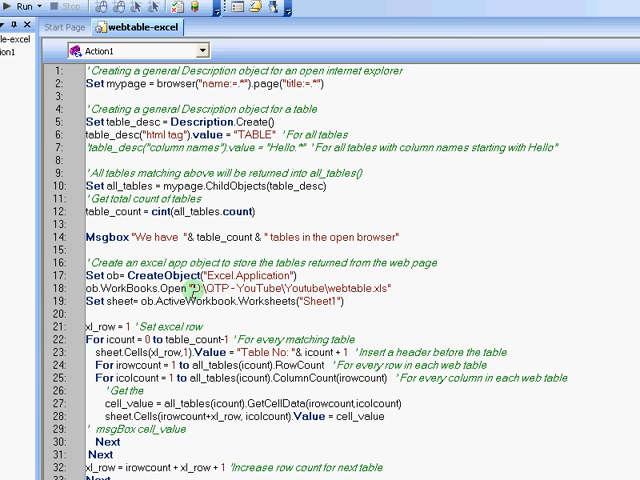 Run
Stop
le-excel
Start Page
webtable-excel
ion1
Action1
1: ' Creating a general Description object for an open internet explorer
2: Set mypage = browser("name:=.*").page("title:=.*")
3:
4: ' Creating a general Description object for a table
5: Set table_desc = Description.Create()
6: table_desc("html tag").value = "TABLE" ' For all tables
7: 'table_desc("column names").value = "Hello.*" ' For all tables with column names starting with Hello"
8:
9: ' All tables matching above will be returned into all_tables()
10: Set all_tables = mypage.ChildObjects(table_desc)
11: ' Get total count of tables
12: table_count = cint(all_tables.count)
13:
14: Msgbox "We have "& table_count & " tables in the open browser"
15:
16: ' Create an excel app object to store the tables returned from the web page
17: Set ob= CreateObject("Excel.Application")
18: ob.WorkBooks.Open "D:\QTP - YouTube\Youtube\webtable.xls"
19: Set sheet= ob.ActiveWorkbook.Worksheets("Sheet1")
20:
21: xl_row = 1 ' Set excel row
22: For icount = 0 to table_count-1 ' For every matching table
23: sheet.Cells(xl_row,1).Value = "Table No: "& icount + 1 ' Insert a header before the table
24: For irowcount = 1 to all_tables(icount).RowCount ' For every row in each web table
25: For icolcount = 1 to all_tables(icount).ColumnCount(irowcount) ' For every column in each web table
26: ' Get the
27: cell_value = all_tables(icount).GetCellData(irowcount,icolcount)
28: sheet.Cells(irowcount+xl_row, icolcount).Value = cell_value
29: ' msgBox cell_value
30: Next
31: Next
32: xl_row = irowcount + xl_row + 1 'Increase row count for next table
33: Next